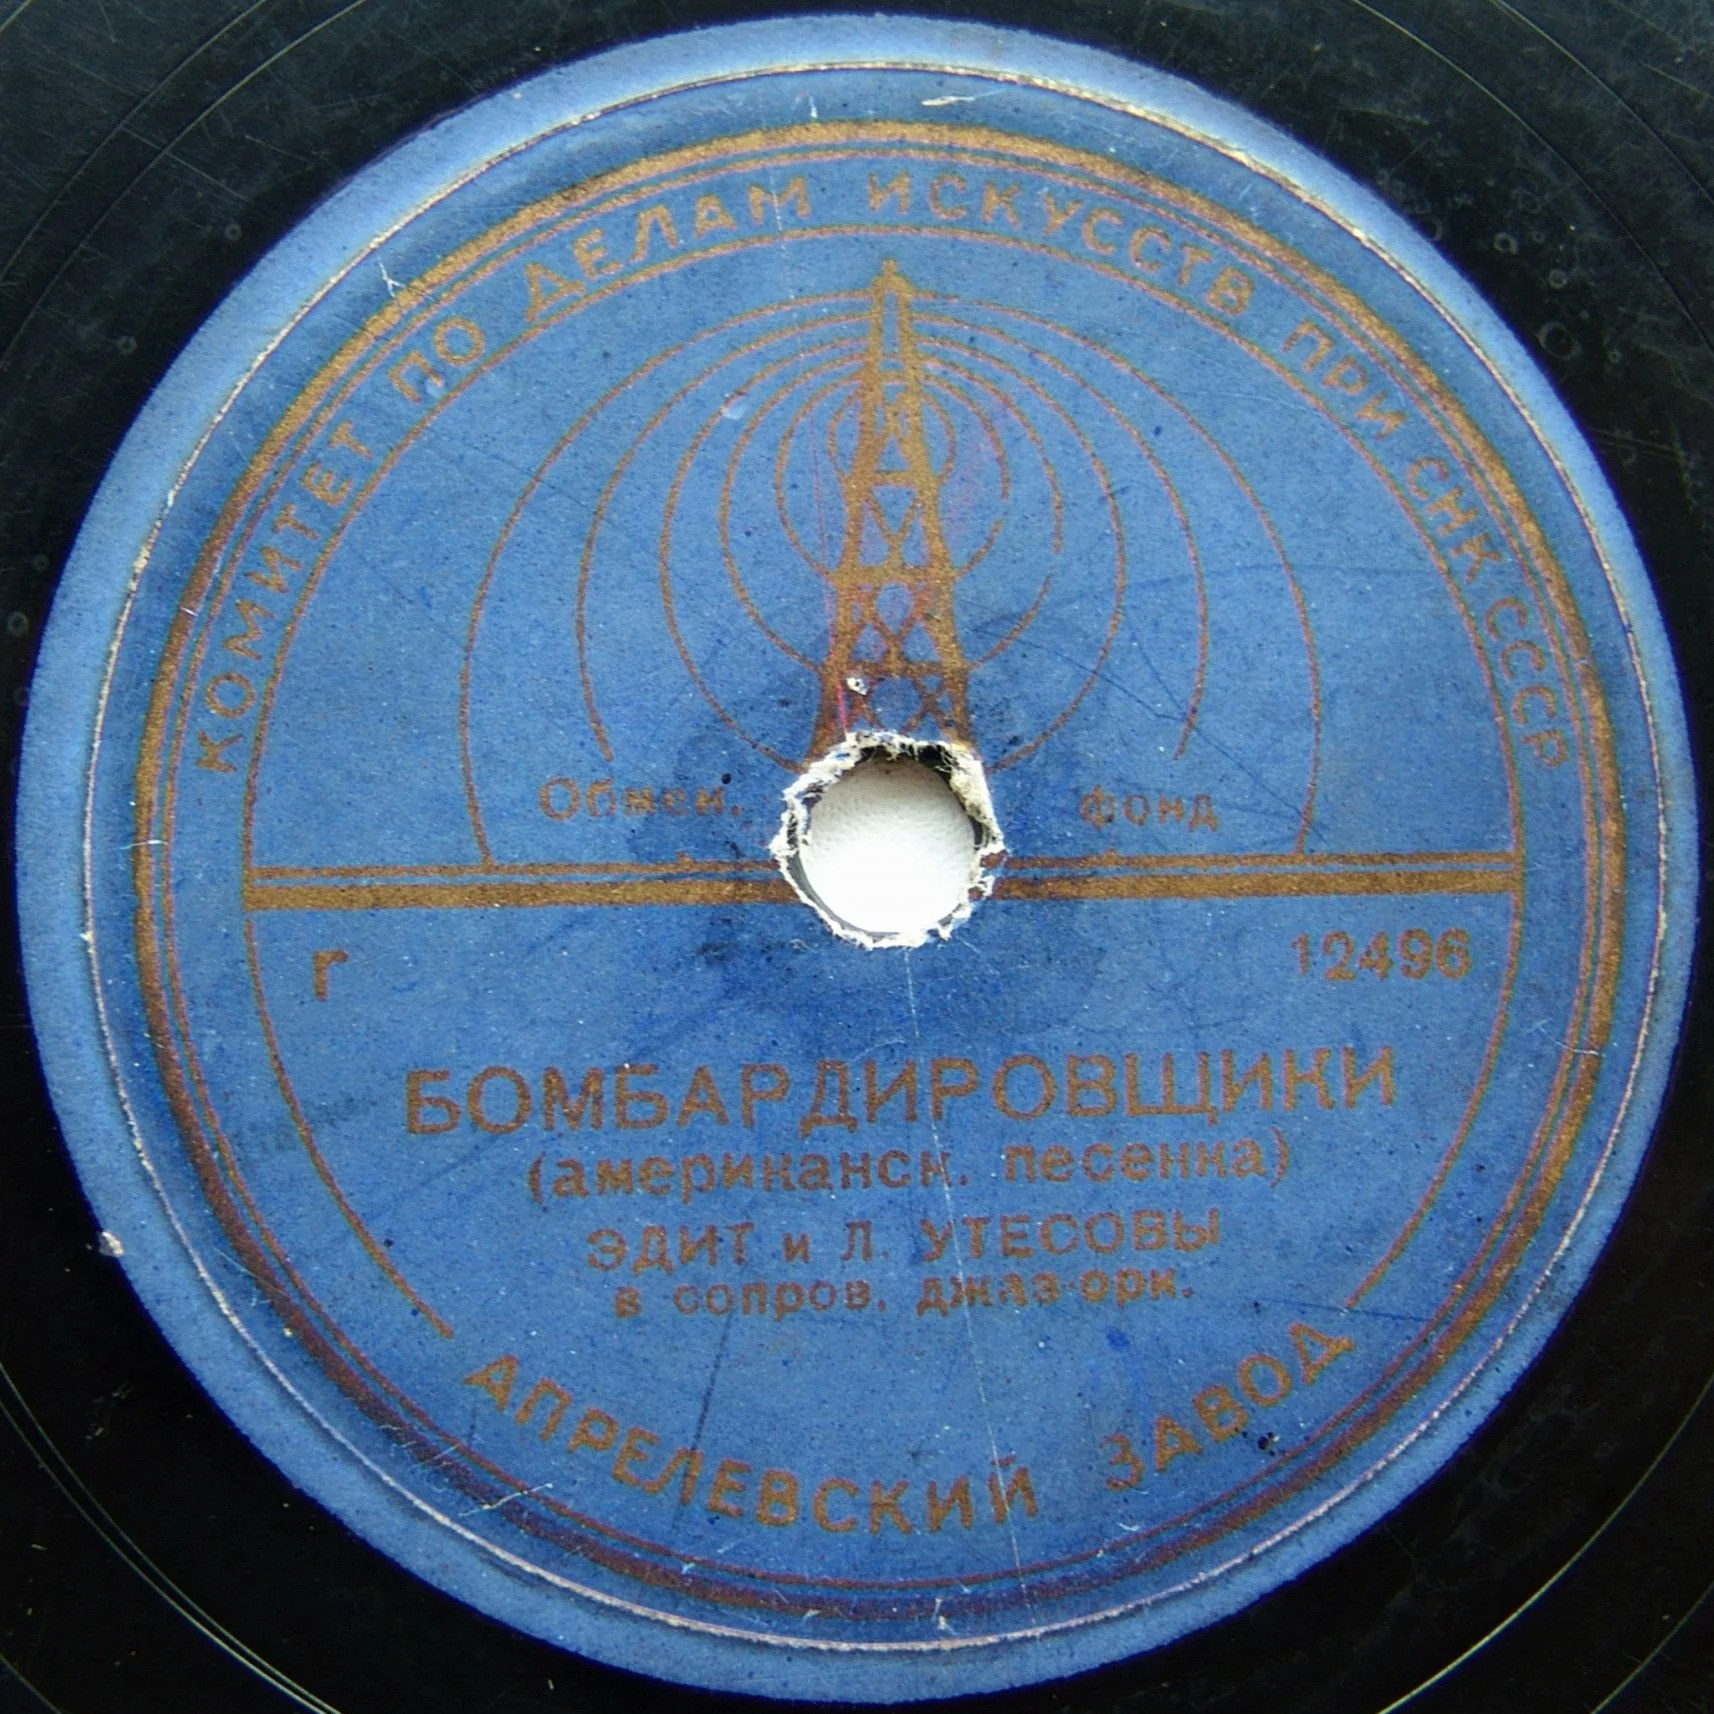 КОМИТЕТ ПО ДЕЛАМ ИСКУССТВ ПРИ СНК СССР
Обмен. фонд
Г 12496
БОМБАРДИРОВЩИКИ
(американск. песенка)
ЭДИТ и Л. УТЕСОВЫ
в сопров. джаз-орк.
АПРЕЛЕВСКИЙ ЗАВОД